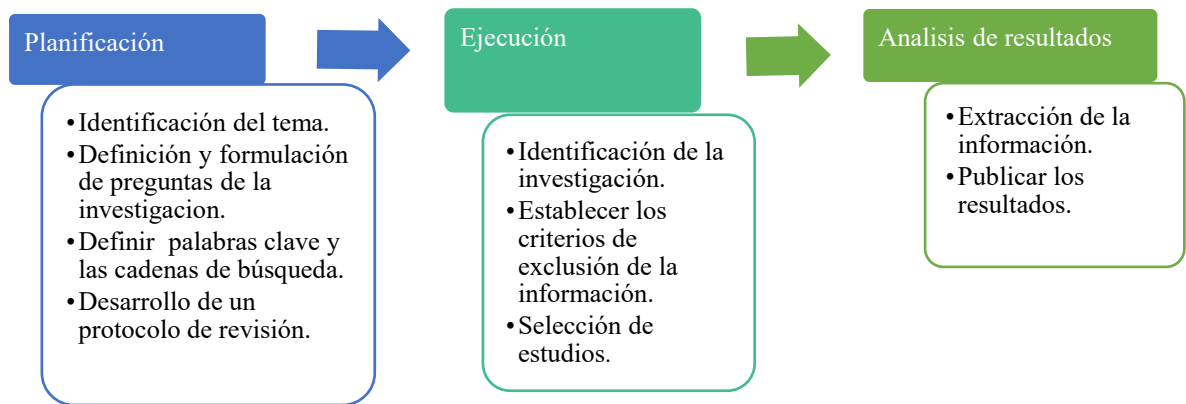 Planificación
•Identificación del tema.
•Definición y formulación
de preguntas de la
investigacion.
•Definir palabras clave y
las cadenas de búsqueda.
•Desarrollo de un
protocolo de revisión.
Ejecución
•Identificación de la
investigación.
•Establecer los
criterios de
exclusión de la
información.
•Selección de
estudios.
Analisis de resultados
•Extracción de la
información.
•Publicar los
resultados.